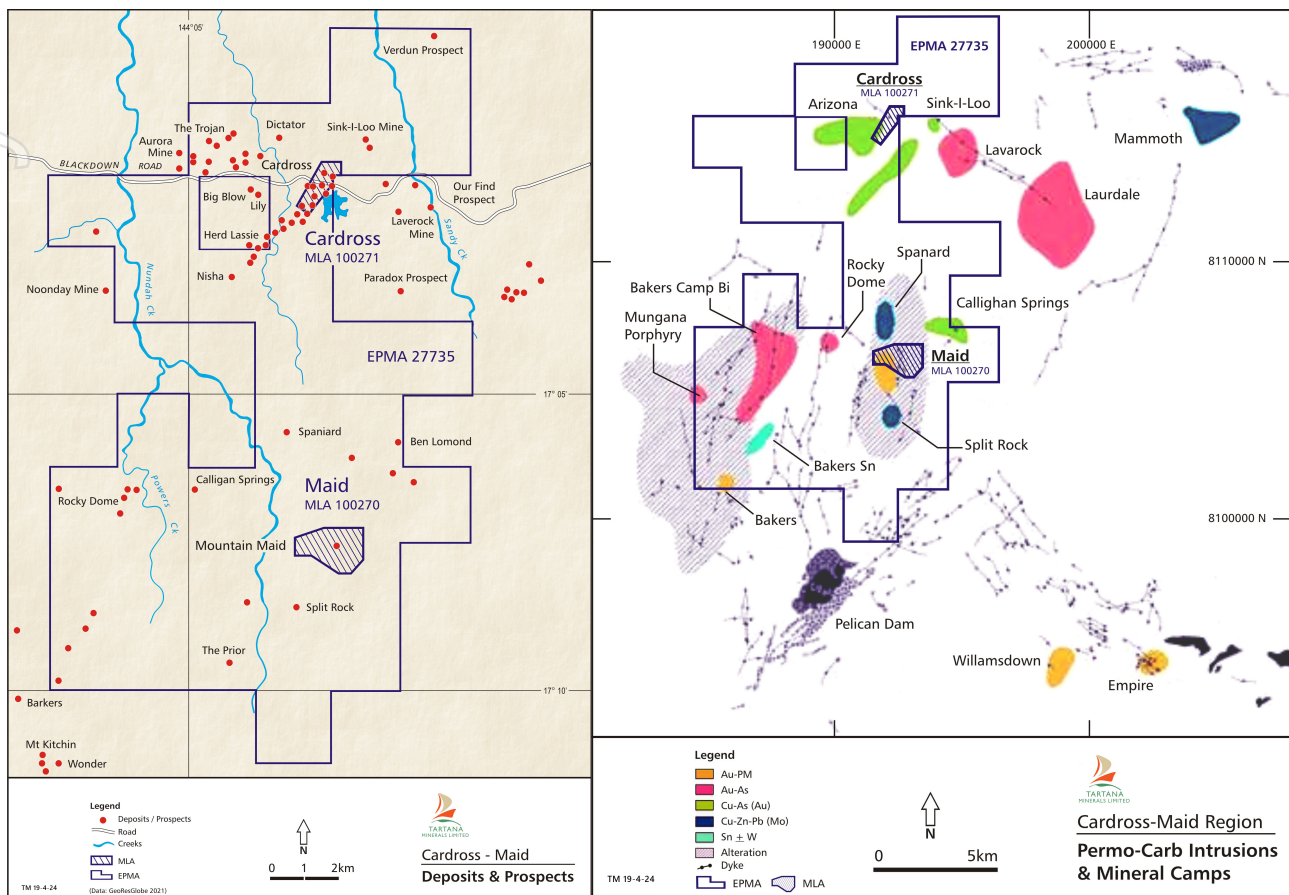 144° 05'
Verdun Prospect
The Trojan
Dictator
Sink-I-Loo Mine
Aurora
Mine
BLACKDOWN ROAD
Cardross
Big Blow
Lily
Our Find
Prospect
Laverock
Mine
Herd Lassie
Cardross
MLA 100271
Sandy Ck
Nisha
Paradox Prospect
Noonday Mine
Nundah Ck
EPMA 27735
17° 05'
Spaniard
Ben Lomond
Calligan Springs
Maid
MLA 100270
Rocky Dome
Powers Ck
Mountain Maid
Split Rock
The Prior
17° 10'
Barkers
Mt Kitchin
Wonder
Legend
Deposits / Prospects
Road
Creeks
MLA
EPMA
(Data: GeoResGlobe 2021)
TM 19-4-24
N
0 1 2km
TARTANA
MINERALS LIMITED
Cardross - Maid
Deposits & Prospects
190000 E
200000 E
EPMA 27735
Cardross
MLA 100271
Arizona
Sink-I-Loo
Mammoth
Lavarock
Laurdale
Spanard
8110000 N
Rocky
Dome
Bakers Camp Bi
Callighan Springs
Mungana
Porphyry
Maid
MLA 100270
Split Rock
Bakers Sn
Bakers
8100000 N
Pelican Dam
Willamsdown
Empire
Legend
Au-PM
Au-As
Cu-As (Au)
Cu-Zn-Pb (Mo)
Sn ± W
Alteration
Dyke
EPMA
MLA
TM 19-4-24
N
0 5km
TARTANA
MINERALS LIMITED
Cardross-Maid Region
Permo-Carb Intrusions
& Mineral Camps